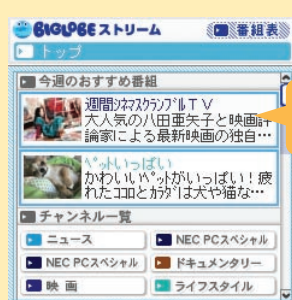 BIGLOBEストリーム
番組表
トップ
今週のおすすめ番組
週間ｼﾈﾏｽｸﾗﾝﾌﾞﾙＴＶ
大人気の八田亜矢子と映画評
論家による最新映画の独自…
ﾍﾟｯﾄいっぱい
かわいいﾍﾟｯﾄがいっぱい！疲
れたｺｺﾛとｶﾗﾀﾞは犬や猫な…
チャンネル一覧
ニュース
NEC PCスペシャル
NEC PCスペシャル
ドキュメンタリー
映 画
ライフスタイル